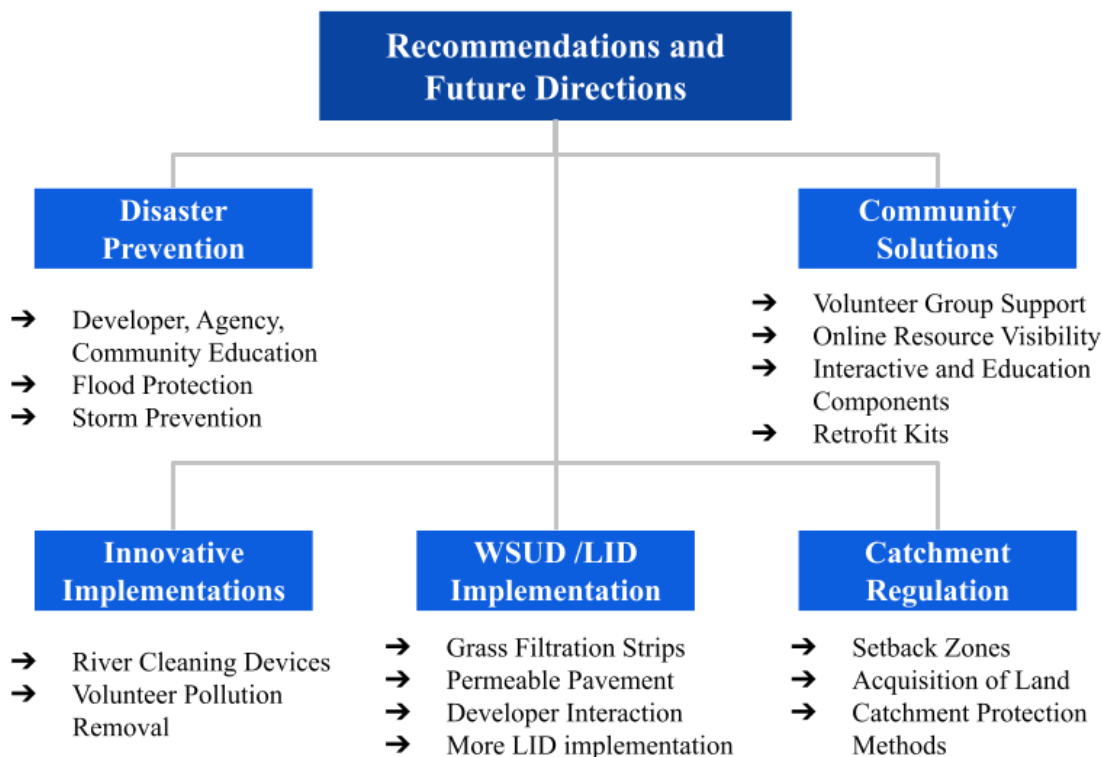 Recommendations and
Future Directions
Disaster
Prevention
➔ Developer, Agency,
Community Education
➔ Flood Protection
➔ Storm Prevention
Community
Solutions
➔ Volunteer Group Support
➔ Online Resource Visibility
➔ Interactive and Education
Components
➔ Retrofit Kits
Innovative
Implementations
➔ River Cleaning Devices
➔ Volunteer Pollution
Removal
WSUD /LID
Implementation
➔ Grass Filtration Strips
➔ Permeable Pavement
➔ Developer Interaction
➔ More LID implementation
Catchment
Regulation
➔ Setback Zones
➔ Acquisition of Land
➔ Catchment Protection
Methods